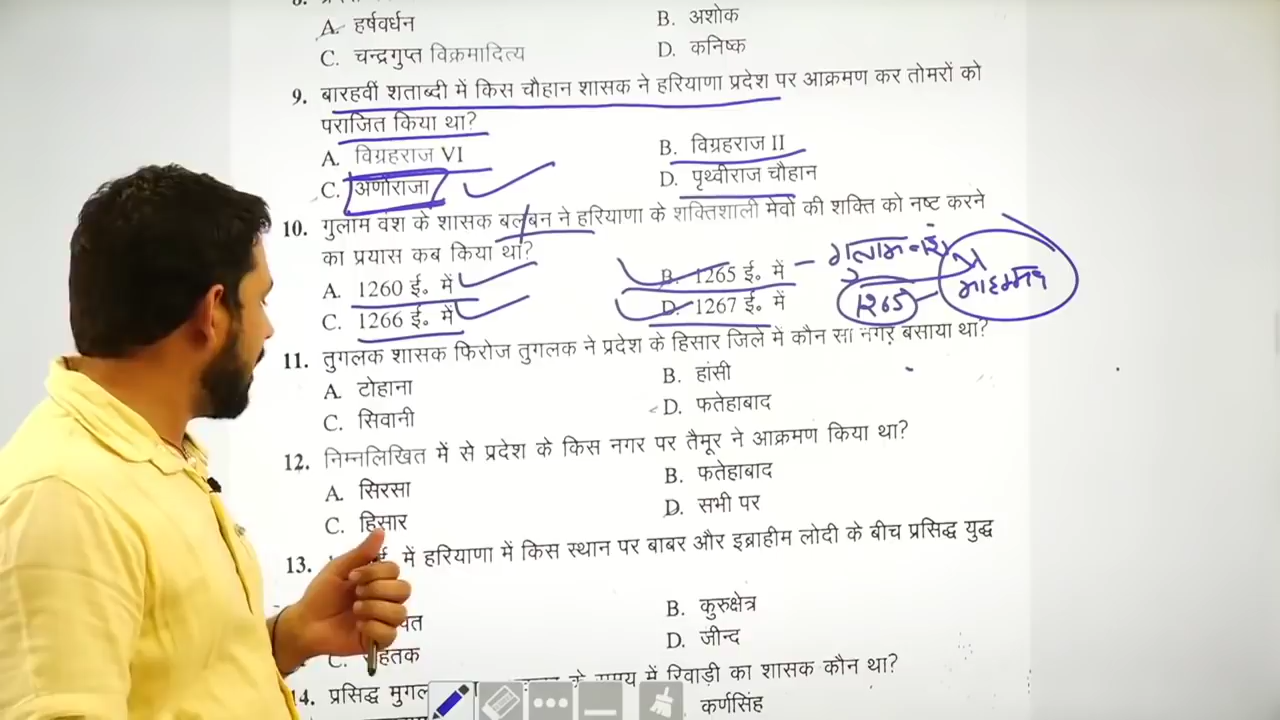 A. हर्षवर्धन
B. अशोक
C. चन्द्रगुप्त विक्रमादित्य
D. कनिष्क
9. बारहवीं शताब्दी में किस चौहान शासक ने हरियाणा प्रदेश पर आक्रमण कर तोमरों को
पराजित किया था?
A. विग्रहराज VI
B. विग्रहराज II
C. अर्णोराजा
D. पृथ्वीराज चौहान
10. गुलाम वंश के शासक बलबन ने हरियाणा के शक्तिशाली मेवों की शक्ति को नष्ट करने
का प्रयास कब किया था?
A. 1260 ई॰ में
B. 1265 ई॰ में
1265
C. 1266 ई॰ में
D. 1267 ई॰ में
11. तुगलक शासक फिरोज तुगलक ने प्रदेश के हिसार जिले में कौन सा नगर बसाया था?
A. टोहाना
B. हांसी
C. सिवानी
D. फतेहाबाद
12. निम्नलिखित में से प्रदेश के किस नगर पर तैमूर ने आक्रमण किया था?
A. सिरसा
B. फतेहाबाद
C. हिसार
D. सभी पर
13. में हरियाणा में किस स्थान पर बाबर और इब्राहीम लोदी के बीच प्रसिद्ध युद्ध
B. कुरुक्षेत्र
C.
D. जीन्द
14. प्रसिद्ध मुगल के समय में रिवाड़ी का शासक कौन था?
कर्णसिंह